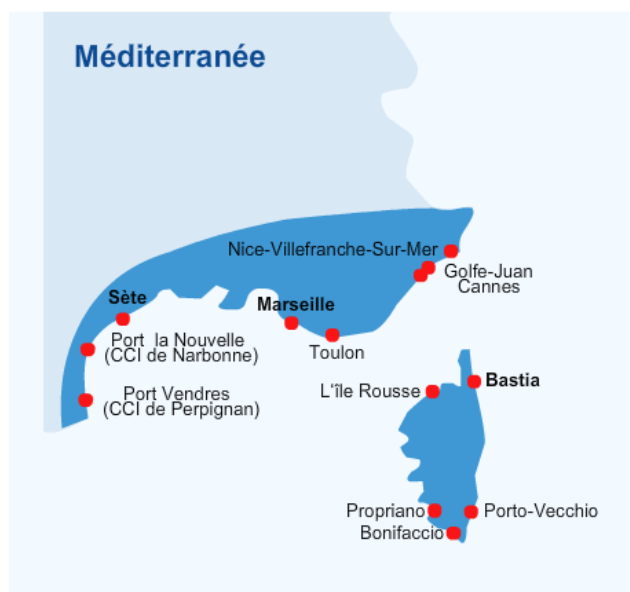 Méditerranée
Nice-Villefranche-Sur-Mer
Golfe-Juan
Cannes
Sète
Marseille
Port la Nouvelle
(CCI de Narbonne)
Toulon
Port Vendres
(CCI de Perpignan)
L'île Rousse
Bastia
Propriano
Porto-Vecchio
Bonifaccio